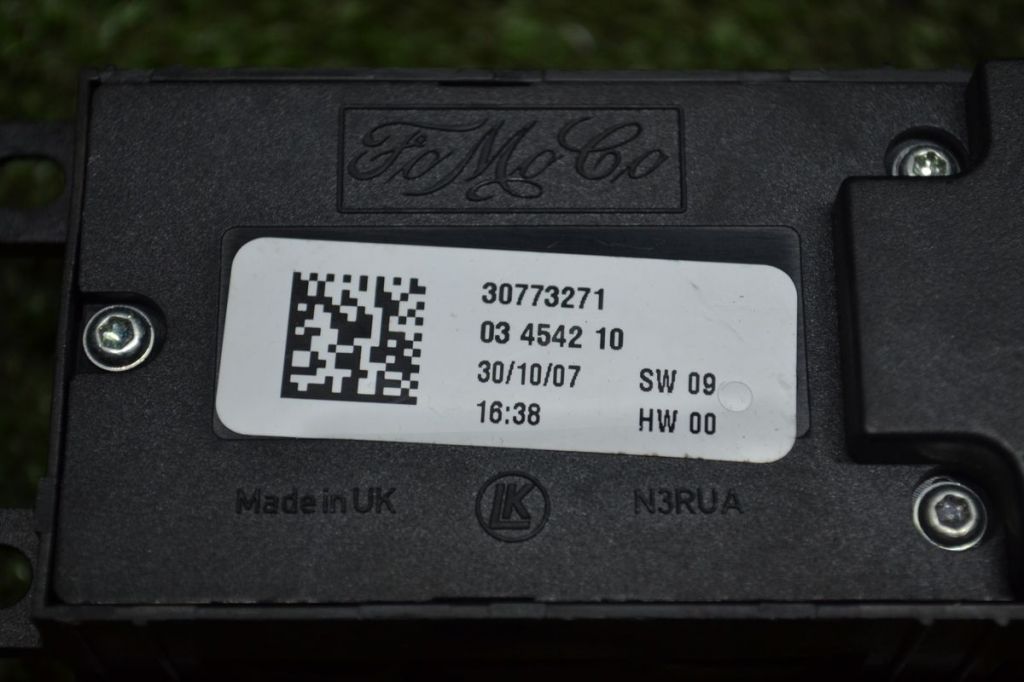 FoMoCo
30773271
03 4542 10
30/10/07 SW 09
16:38 HW 00
Made in UK LK N3RUA